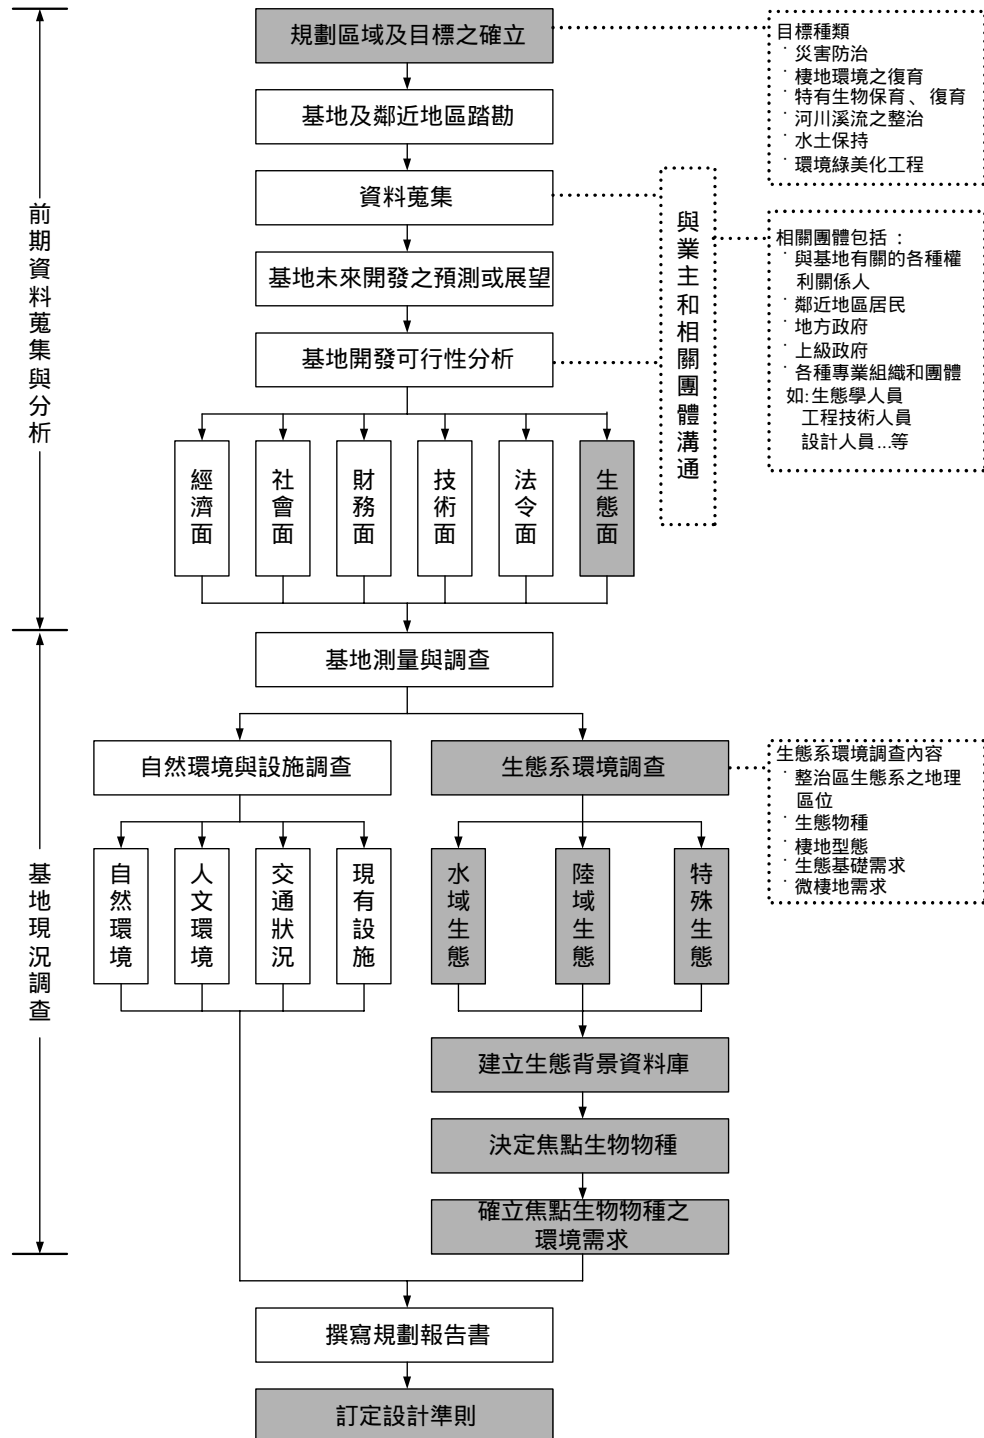 規劃區域及目標之確立
基地及鄰近地區踏勘
資料蒐集
基地未來開發之預測或展望
基地開發可行性分析
經濟面
社會面
財務面
技術面
法令面
生態面
前期資料蒐集與分析
與業主和相關團體溝通
目標種類
˙災害防治
˙棲地環境之復育
˙特有生物保育、復育
˙河川溪流之整治
˙水土保持
˙環境綠美化工程
相關團體包括：
˙與基地有關的各種權
利關係人
˙鄰近地區居民
˙地方政府
˙上級政府
˙各種專業組織和團體
如:生態學人員
工程技術人員
設計人員...等
基地測量與調查
自然環境與設施調查
生態系環境調查
自然環境
人文環境
交通狀況
現有設施
水域生態
陸域生態
特殊生態
生態系環境調查內容
˙整治區生態系之地理
區位
˙生態物種
˙棲地型態
˙生態基礎需求
˙微棲地需求
基地現況調查
建立生態背景資料庫
決定焦點生物物種
確立焦點生物物種之
環境需求
撰寫規劃報告書
訂定設計準則